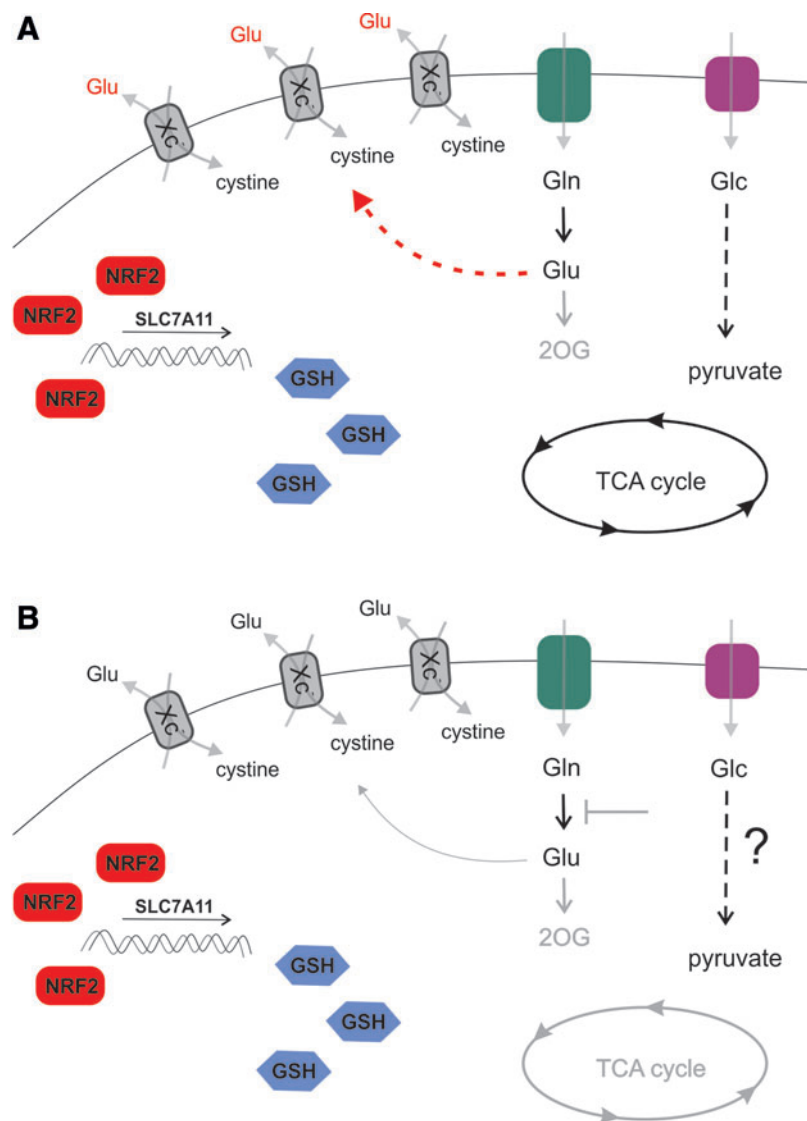 A
Glu
Glu
Glu
Xc-
Xc-
Xc-
cystine
cystine
cystine
Gln
Glc
Glu
NRF2
NRF2
SLC7A11
NRF2
2OG
pyruvate
GSH
GSH
GSH
TCA cycle
B
Glu
Glu
Glu
Xc-
Xc-
Xc-
cystine
cystine
cystine
Gln
Glc
?
Glu
NRF2
NRF2
SLC7A11
NRF2
2OG
pyruvate
GSH
GSH
GSH
TCA cycle